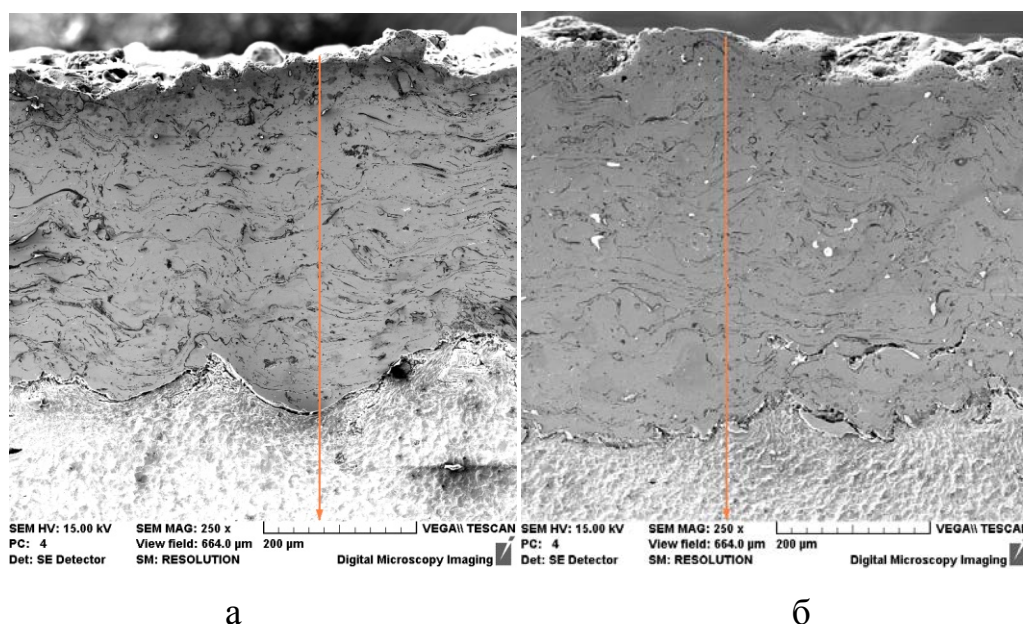 SEM HV: 15.00 kV SEM MAG: 250 x VEGA\\ TESCAN
PC: 4 View field: 664.0 µm 200 µm
Det: SE Detector SM: RESOLUTION Digital Microscopy Imaging
SEM HV: 15.00 kV SEM MAG: 250 x VEGA\\ TESCA
PC: 4 View field: 664.0 µm 200 µm
Det: SE Detector SM: RESOLUTION Digital Microscopy Imaging
а
б